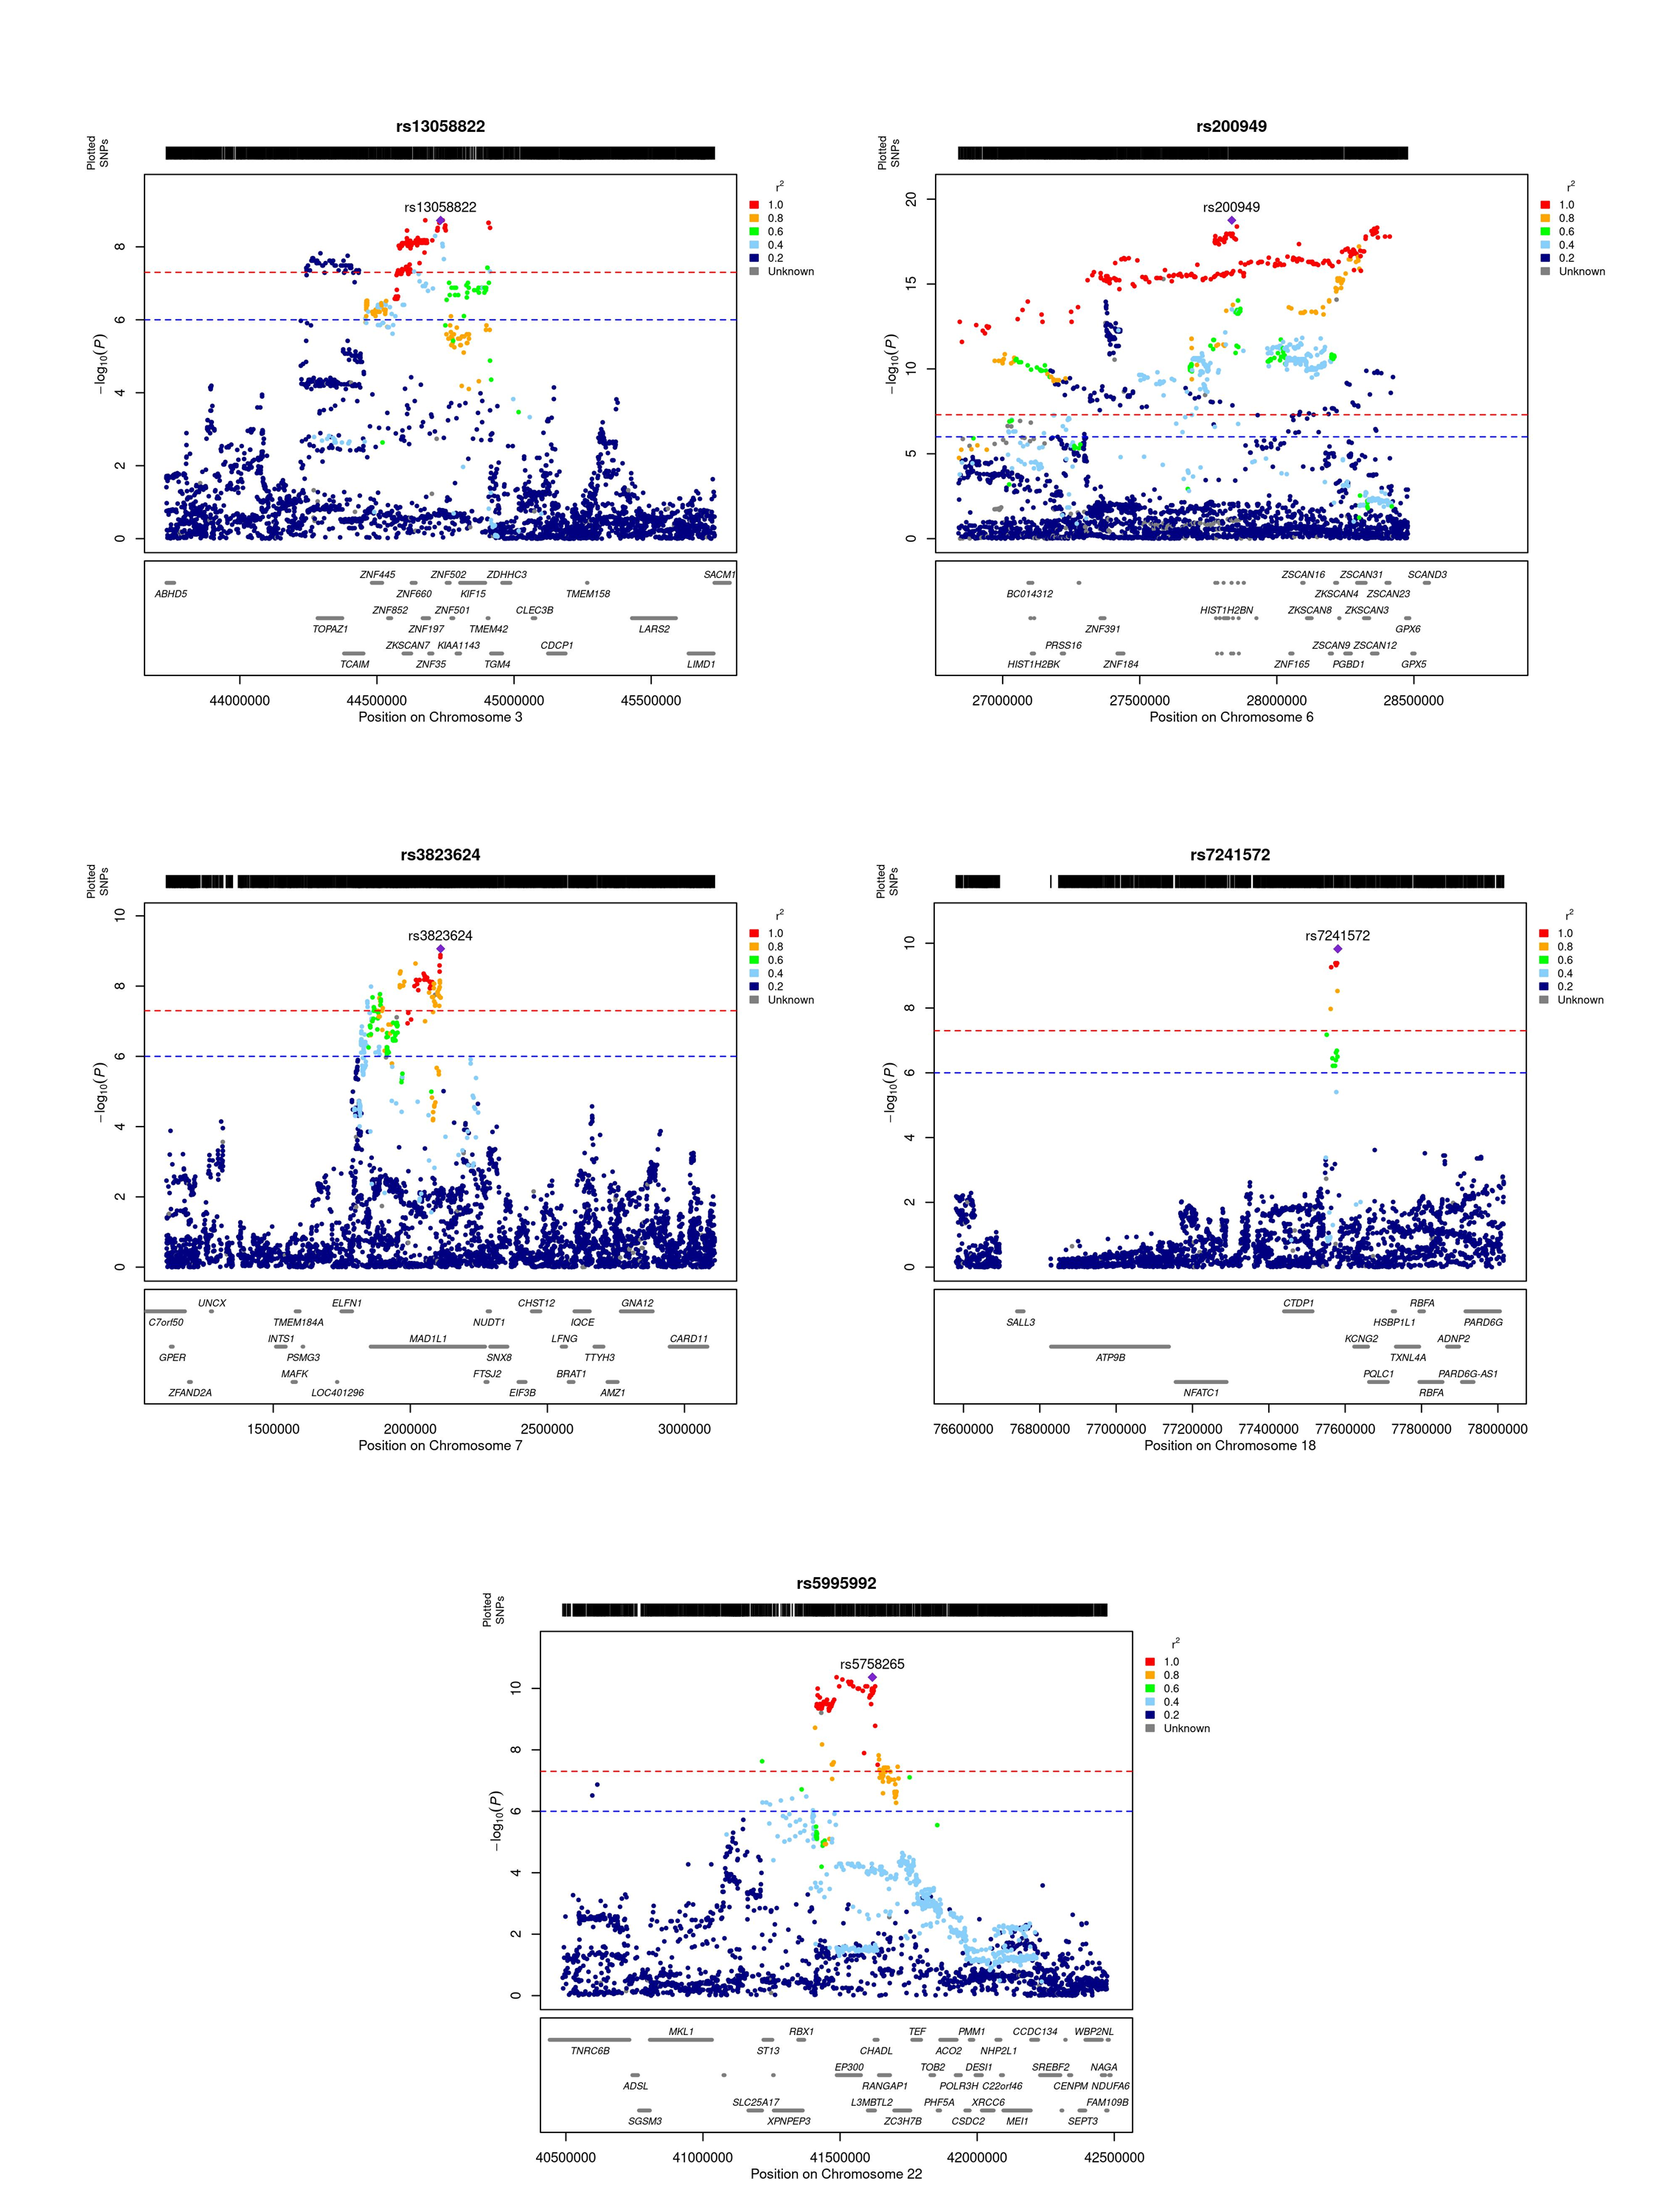 rs13058822
Plotted
SNPs
rs13058822
r2
1.0
0.8
0.6
0.4
0.2
Unknown
8
6
4
2
0
−log10(P)
ZNF445 ZNF502 ZDHHC3 SACM1
ABHD5 ZNF660 KIF15 TMEM158
ZNF852 ZNF501 CLEC3B
TOPAZ1 ZNF197 TMEM42 LARS2
ZKSCAN7 KIAA1143 CDCP1
TCAIM ZNF35 TGM4 LIMD1
44000000 44500000 45000000 45500000
Position on Chromosome 3
rs200949
Plotted
SNPs
rs200949
r2
1.0
0.8
0.6
0.4
0.2
Unknown
20
15
10
5
0
−log10(P)
ZSCAN16 ZSCAN31 SCAND3
BC014312 ZKSCAN4 ZSCAN23
HIST1H2BN ZKSCAN8 ZKSCAN3
ZNF391 GPX6
PRSS16 ZSCAN9 ZSCAN12
HIST1H2BK ZNF184 ZNF165 PGBD1 GPX5
27000000 27500000 28000000 28500000
Position on Chromosome 6
rs3823624
Plotted
SNPs
rs3823624
r2
1.0
0.8
0.6
0.4
0.2
Unknown
10
8
6
4
2
0
−log10(P)
UNCX ELFN1 CHST12 GNA12
C7orf50 TMEM184A NUDT1 IQCE
INTS1 MAD1L1 LFNG CARD11
GPER PSMG3 SNX8 TTYH3
MAFK FTSJ2 BRAT1
ZFAND2A LOC401296 EIF3B AMZ1
1500000 2000000 2500000 3000000
Position on Chromosome 7
rs7241572
Plotted
SNPs
rs7241572
r2
1.0
0.8
0.6
0.4
0.2
Unknown
10
8
6
4
2
0
−log10(P)
CTDP1 RBFA
SALL3 HSBP1L1 PARD6G
KCNG2 ADNP2
ATP9B TXNL4A
PQLC1 PARD6G-AS1
NFATC1 RBFA
76600000 76800000 77000000 77200000 77400000 77600000 77800000 78000000
Position on Chromosome 18
rs5995992
Plotted
SNPs
rs5758265
r2
1.0
0.8
0.6
0.4
0.2
Unknown
10
8
6
4
2
0
−log10(P)
MKL1 RBX1 TEF PMM1 CCDC134 WBP2NL
TNRC6B ST13 CHADL ACO2 NHP2L1
EP300 TOB2 DESI1 SREBF2 NAGA
ADSL RANGAP1 POLR3H C22orf46 CENPM NDUFA6
SLC25A17 L3MBTL2 PHF5A XRCC6 FAM109B
SGSM3 XPNPEP3 ZC3H7B CSDC2 MEI1 SEPT3
40500000 41000000 41500000 42000000 42500000
Position on Chromosome 22